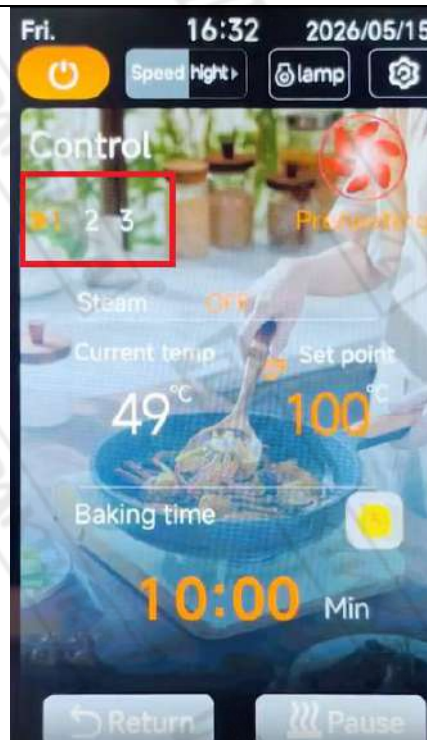 Fri. 16:32 2026/05/15
Speed hight lamp
Control
1 2 3
Preheating
Steam OFF
Current temp Set point
49°C 100°C
Baking time
10:00 Min
Return Pause